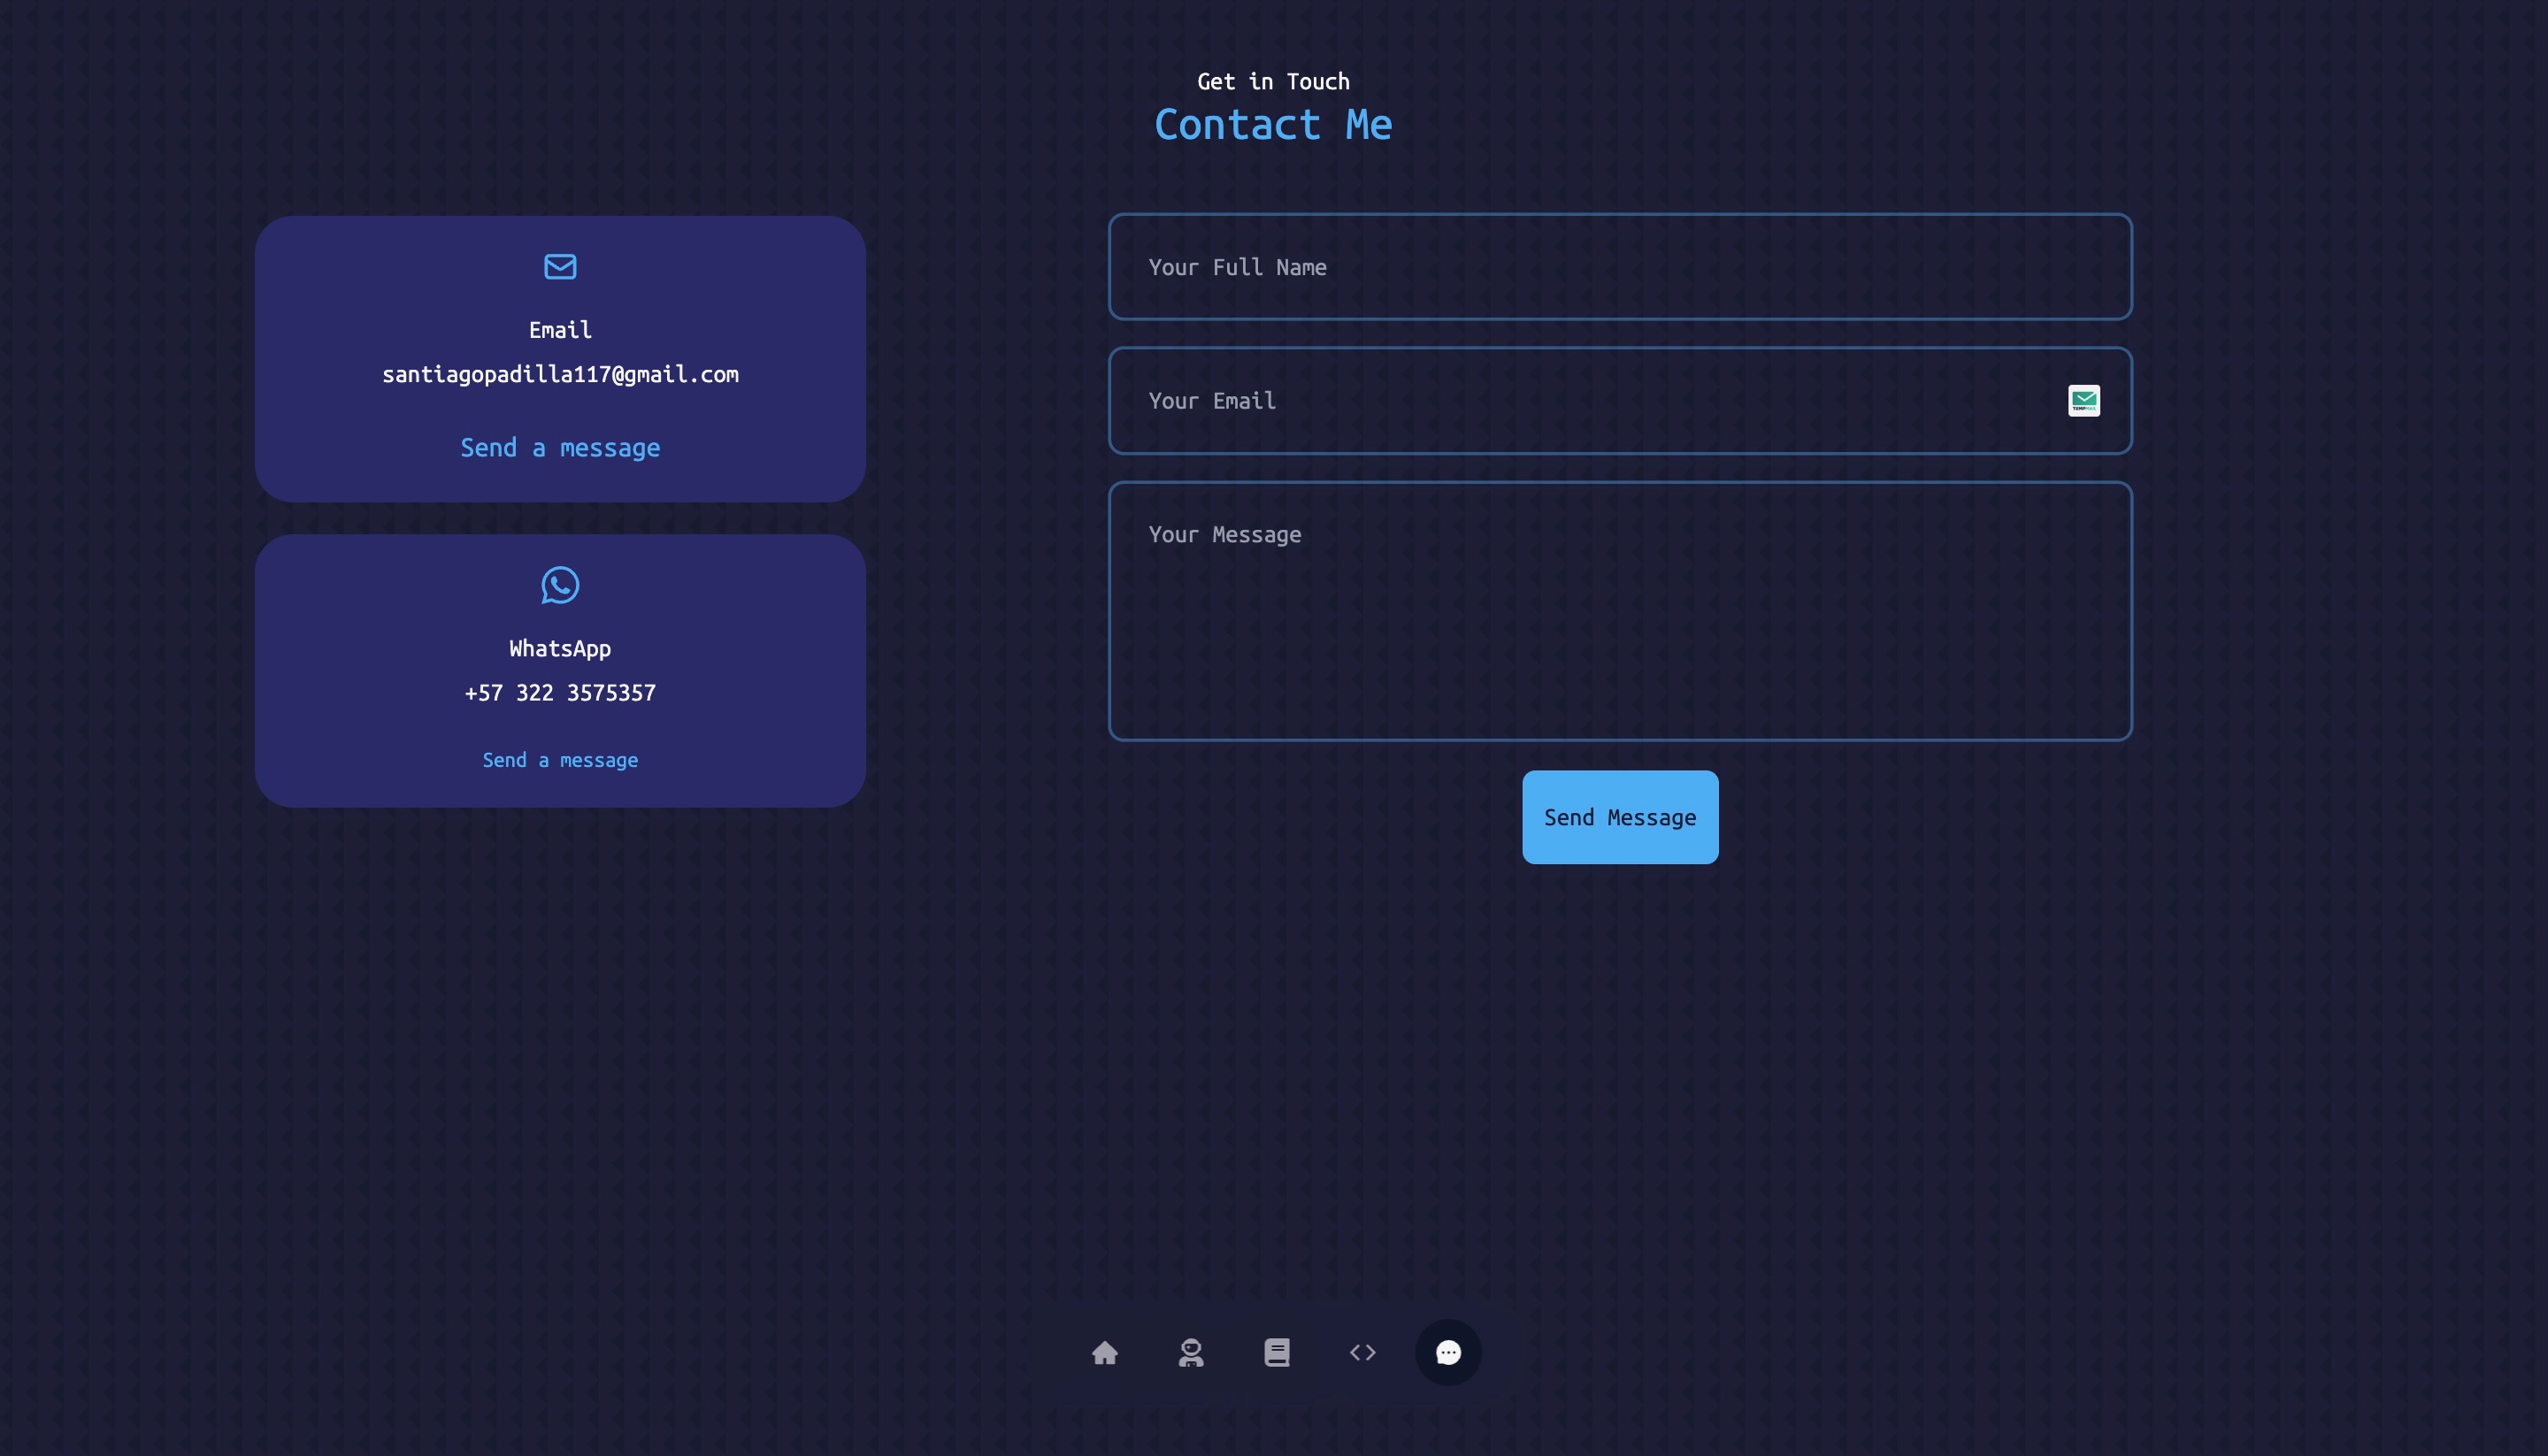 Get in Touch
Contact Me
Email
santiagopadilla117@gmail.com
Send a message
WhatsApp
+57 322 3575357
Send a message
Your Full Name
Your Email
TEMPMAIL
Your Message
Send Message